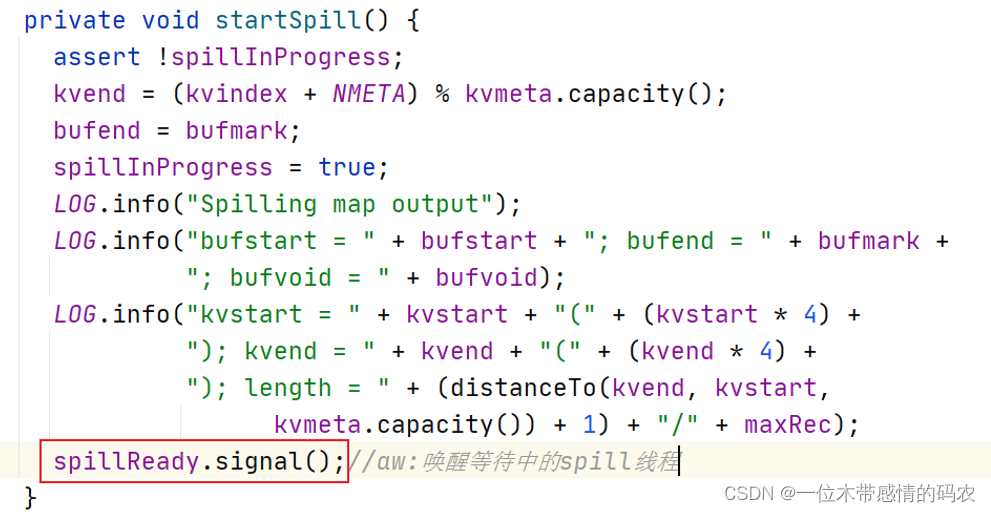 private void startSpill() {
assert !spillInProgress;
kvend = (kvindex + NMETA) % kvmeta.capacity();
bufend = bufmark;
spillInProgress = true;
LOG.info("Spilling map output");
LOG.info("bufstart = " + bufstart + "; bufend = " + bufmark +
"; bufvoid = " + bufvoid);
LOG.info("kvstart = " + kvstart + "(" + (kvstart * 4) +
"); kvend = " + kvend + "(" + (kvend * 4) +
"); length = " + (distanceTo(kvend, kvstart,
kvmeta.capacity()) + 1) + "/" + maxRec);
spillReady.signal();//aw:唤醒等待中的spill线程
}
CSDN @一位木带感情的码农